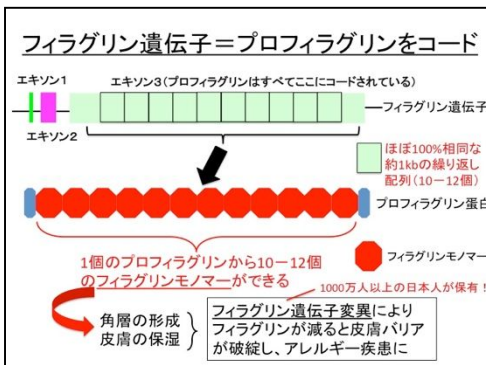 フィラグリン遺伝子＝プロフィラグリンをコード
エキソン1
エキソン3(プロフィラグリンはすべてここにコードされている)
フィラグリン遺伝子
エキソン2
ほぼ100%相同な
約1kbの繰り返し
配列(10－12個)
プロフィラグリン蛋白
フィラグリンモノマー
1個のプロフィラグリンから10－12個
のフィラグリンモノマーができる
1000万人以上の日本人が保有！
角層の形成
皮膚の保湿
フィラグリン遺伝子変異により
フィラグリンが減ると皮膚バリア
が破綻し、アレルギー疾患に